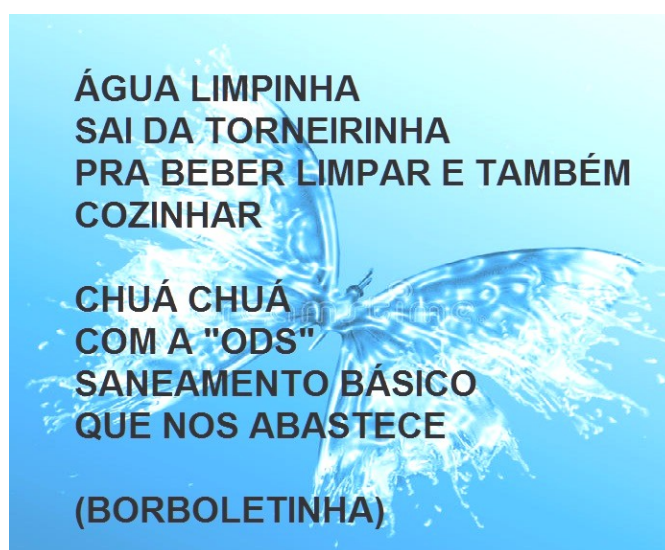 ÁGUA LIMPINHA
SAI DA TORNEIRINHA
PRA BEBER LIMPAR E TAMBÉM
COZINHAR
CHUÁ CHUÁ
COM A "ODS"
SANEAMENTO BÁSICO
QUE NOS ABASTECE
(BORBOLETINHA)